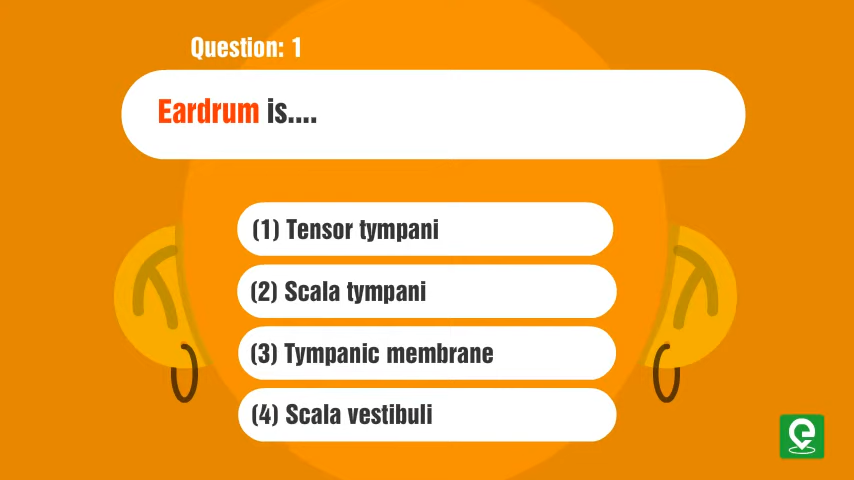 Question: 1
Eardrum is....
(1) Tensor tympani
(2) Scala tympani
(3) Tympanic membrane
(4) Scala vestibuli